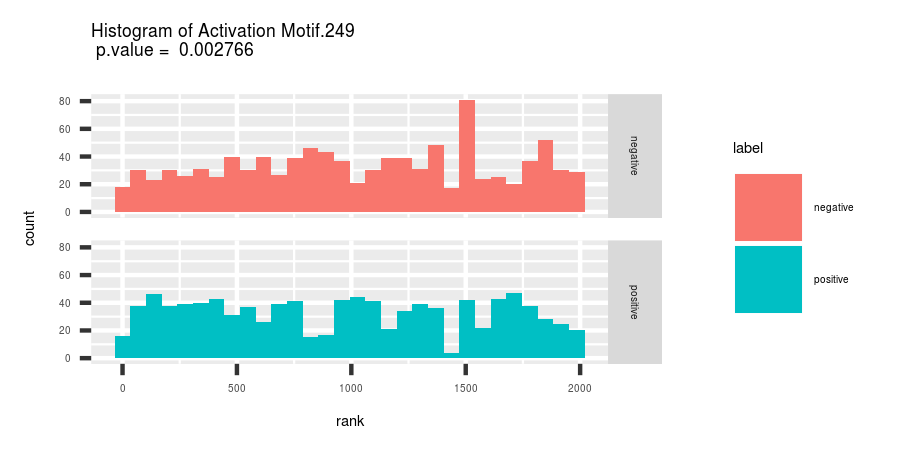 Histogram of Activation Motif.249
p.value = 0.002766
count
80
60
40
20
0
negative
80
60
40
20
0
positive
0 500 1000 1500 2000
rank
label
negative
positive